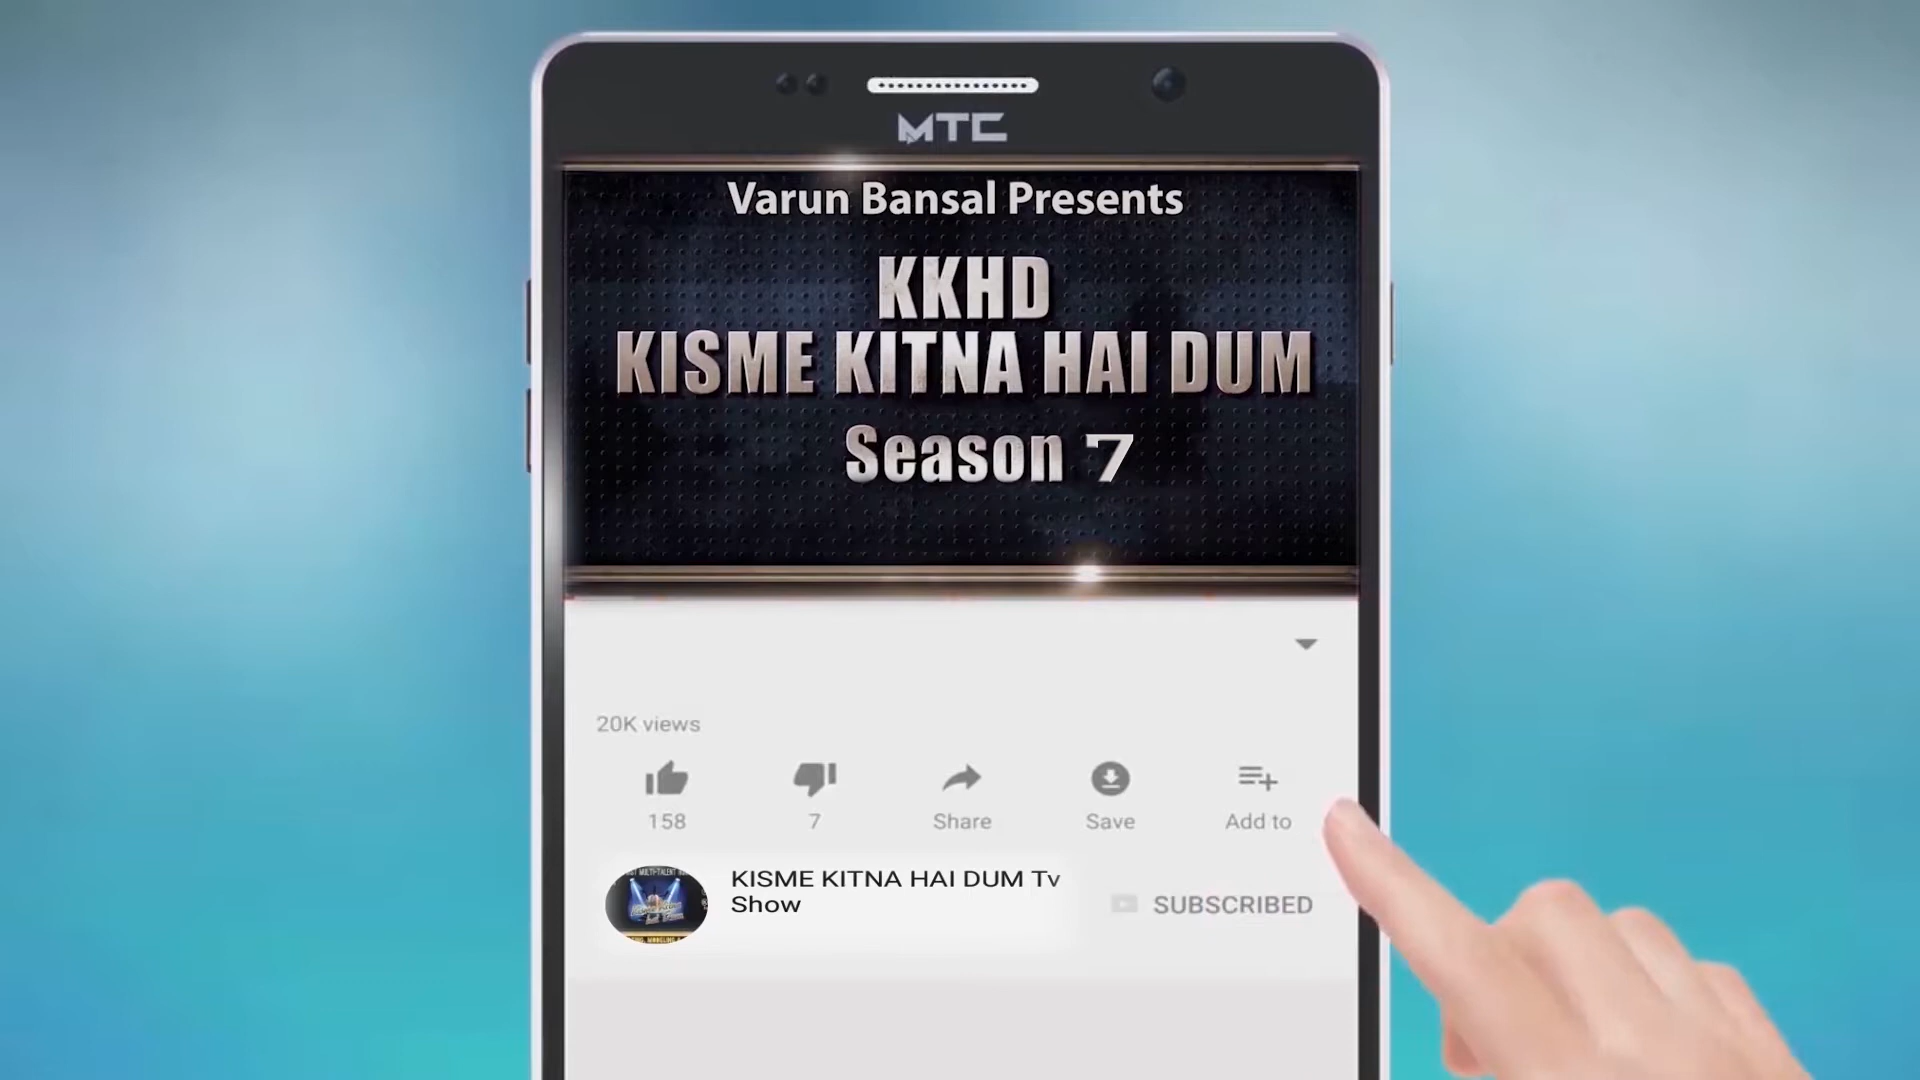 MTC
Varun Bansal Presents
KKHD
KISME KITNA HAI DUM
Season 7
20K views
158
7
Share
Save
Add to
KISME KITNA HAI DUM Tv
Show
SUBSCRIBED